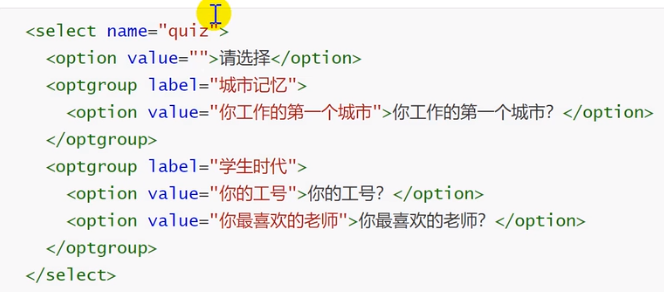 <select name="quiz">
<option value="">请选择</option>
<optgroup label="城市记忆">
<option value="你工作的第一个城市">你工作的第一个城市？</option>
</optgroup>
<optgroup label="学生时代">
<option value="你的工号">你的工号？</option>
<option value="你最喜欢的老师">你最喜欢的老师？</option>
</optgroup>
</select>